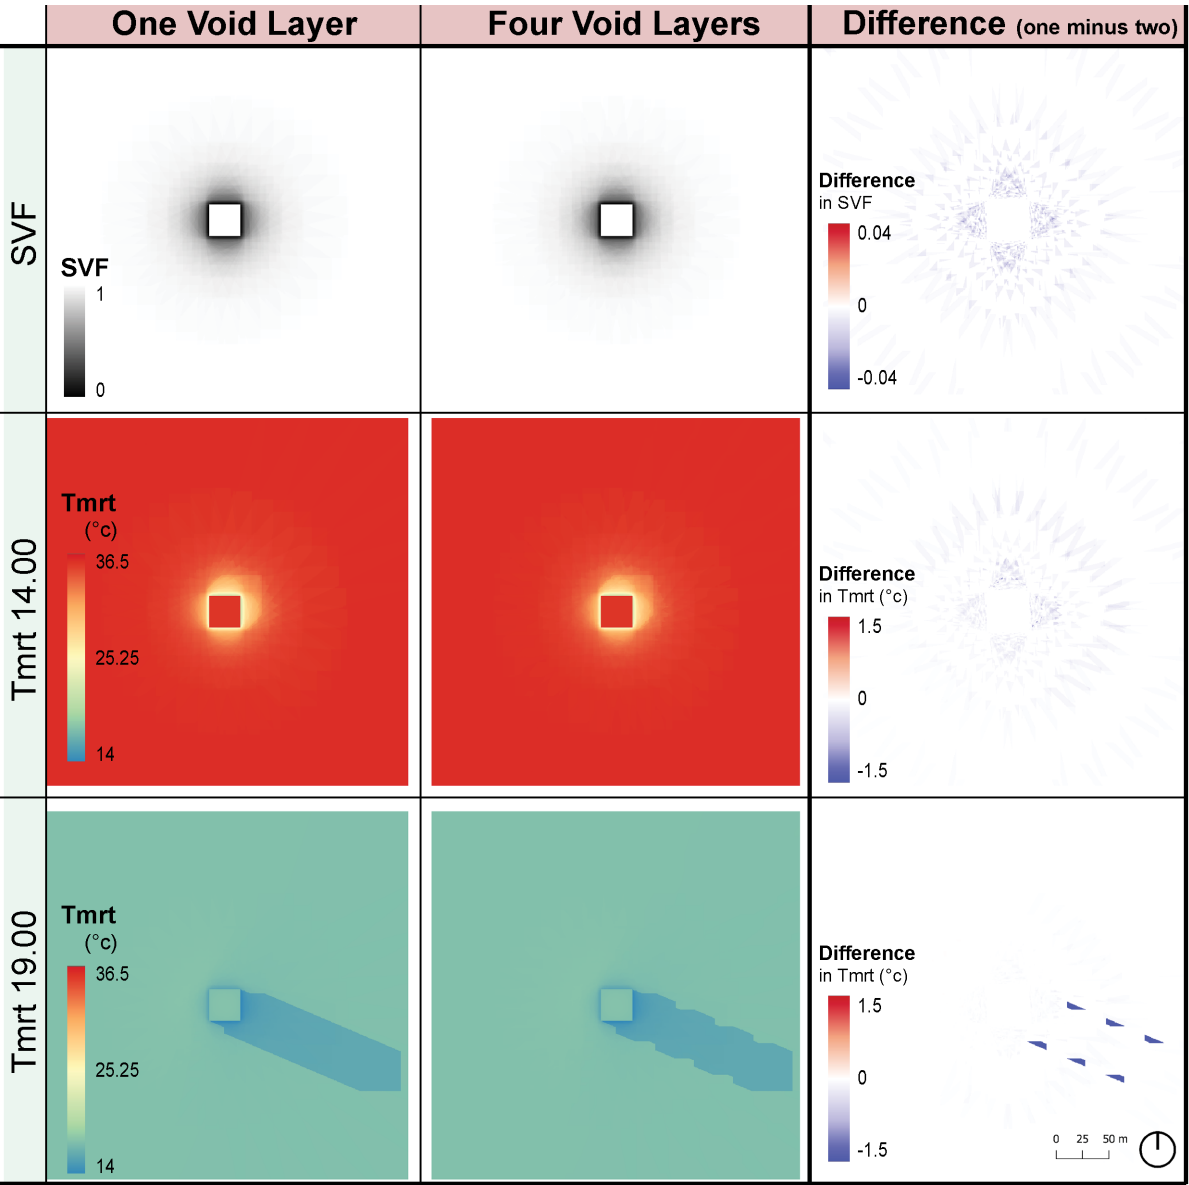 One Void Layer
Four Void Layers
Difference (one minus two)
SVF
SVF
1
0
Difference
in SVF
0.04
0
-0.04
Tmrt 14.00
Tmrt
(°c)
36.5
25.25
14
Difference
in Tmrt (°c)
1.5
0
-1.5
Tmrt 19.00
Tmrt
(°c)
36.5
25.25
14
Difference
in Tmrt (°c)
1.5
0
-1.5
0 25 50 m